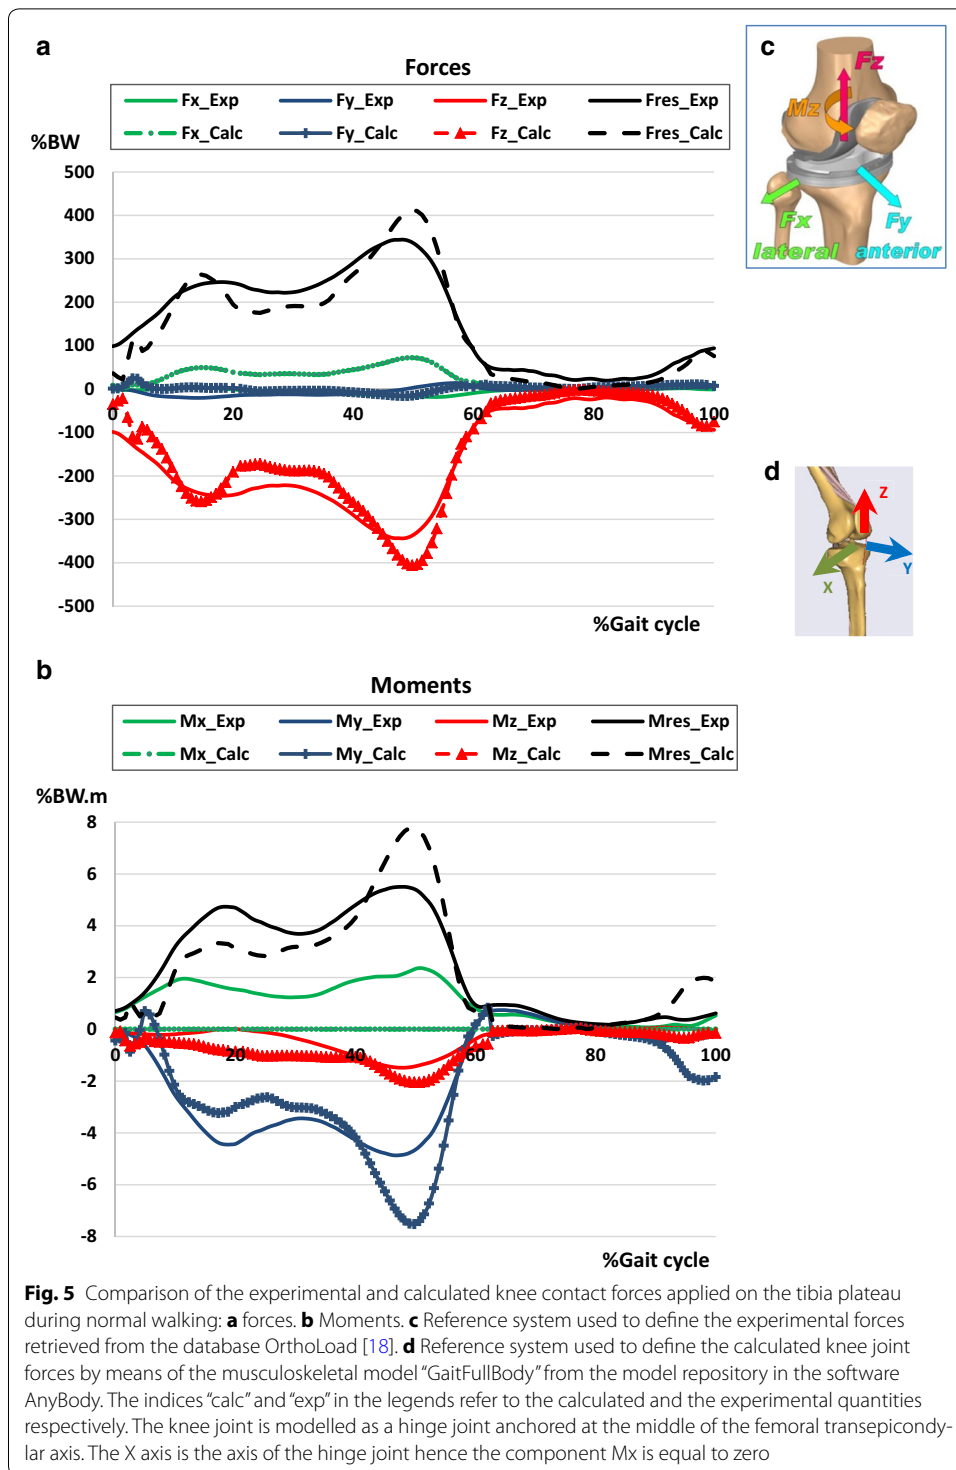 a
Forces
Fx_Exp Fy_Exp Fz_Exp Fres_Exp
Fx_Calc Fy_Calc Fz_Calc Fres_Calc
%BW
500
400
300
200
100
0
-100
-200
-300
-400
-500
0 20 40 60 80 100
%Gait cycle
c
Fz
Mz
Fx
lateral
Fy
anterior
d
Z
Y
X
b
Moments
Mx_Exp My_Exp Mz_Exp Mres_Exp
Mx_Calc My_Calc Mz_Calc Mres_Calc
%BW.m
8
6
4
2
0
-2
-4
-6
-8
0 20 40 60 80 100
%Gait cycle
Fig. 5 Comparison of the experimental and calculated knee contact forces applied on the tibia plateau
during normal walking: a forces. b Moments. c Reference system used to define the experimental forces
retrieved from the database OrthoLoad [18]. d Reference system used to define the calculated knee joint
forces by means of the musculoskeletal model “GaitFullBody” from the model repository in the software
AnyBody. The indices “calc” and “exp” in the legends refer to the calculated and the experimental quantities
respectively. The knee joint is modelled as a hinge joint anchored at the middle of the femoral transepicondy-
lar axis. The X axis is the axis of the hinge joint hence the component Mx is equal to zero